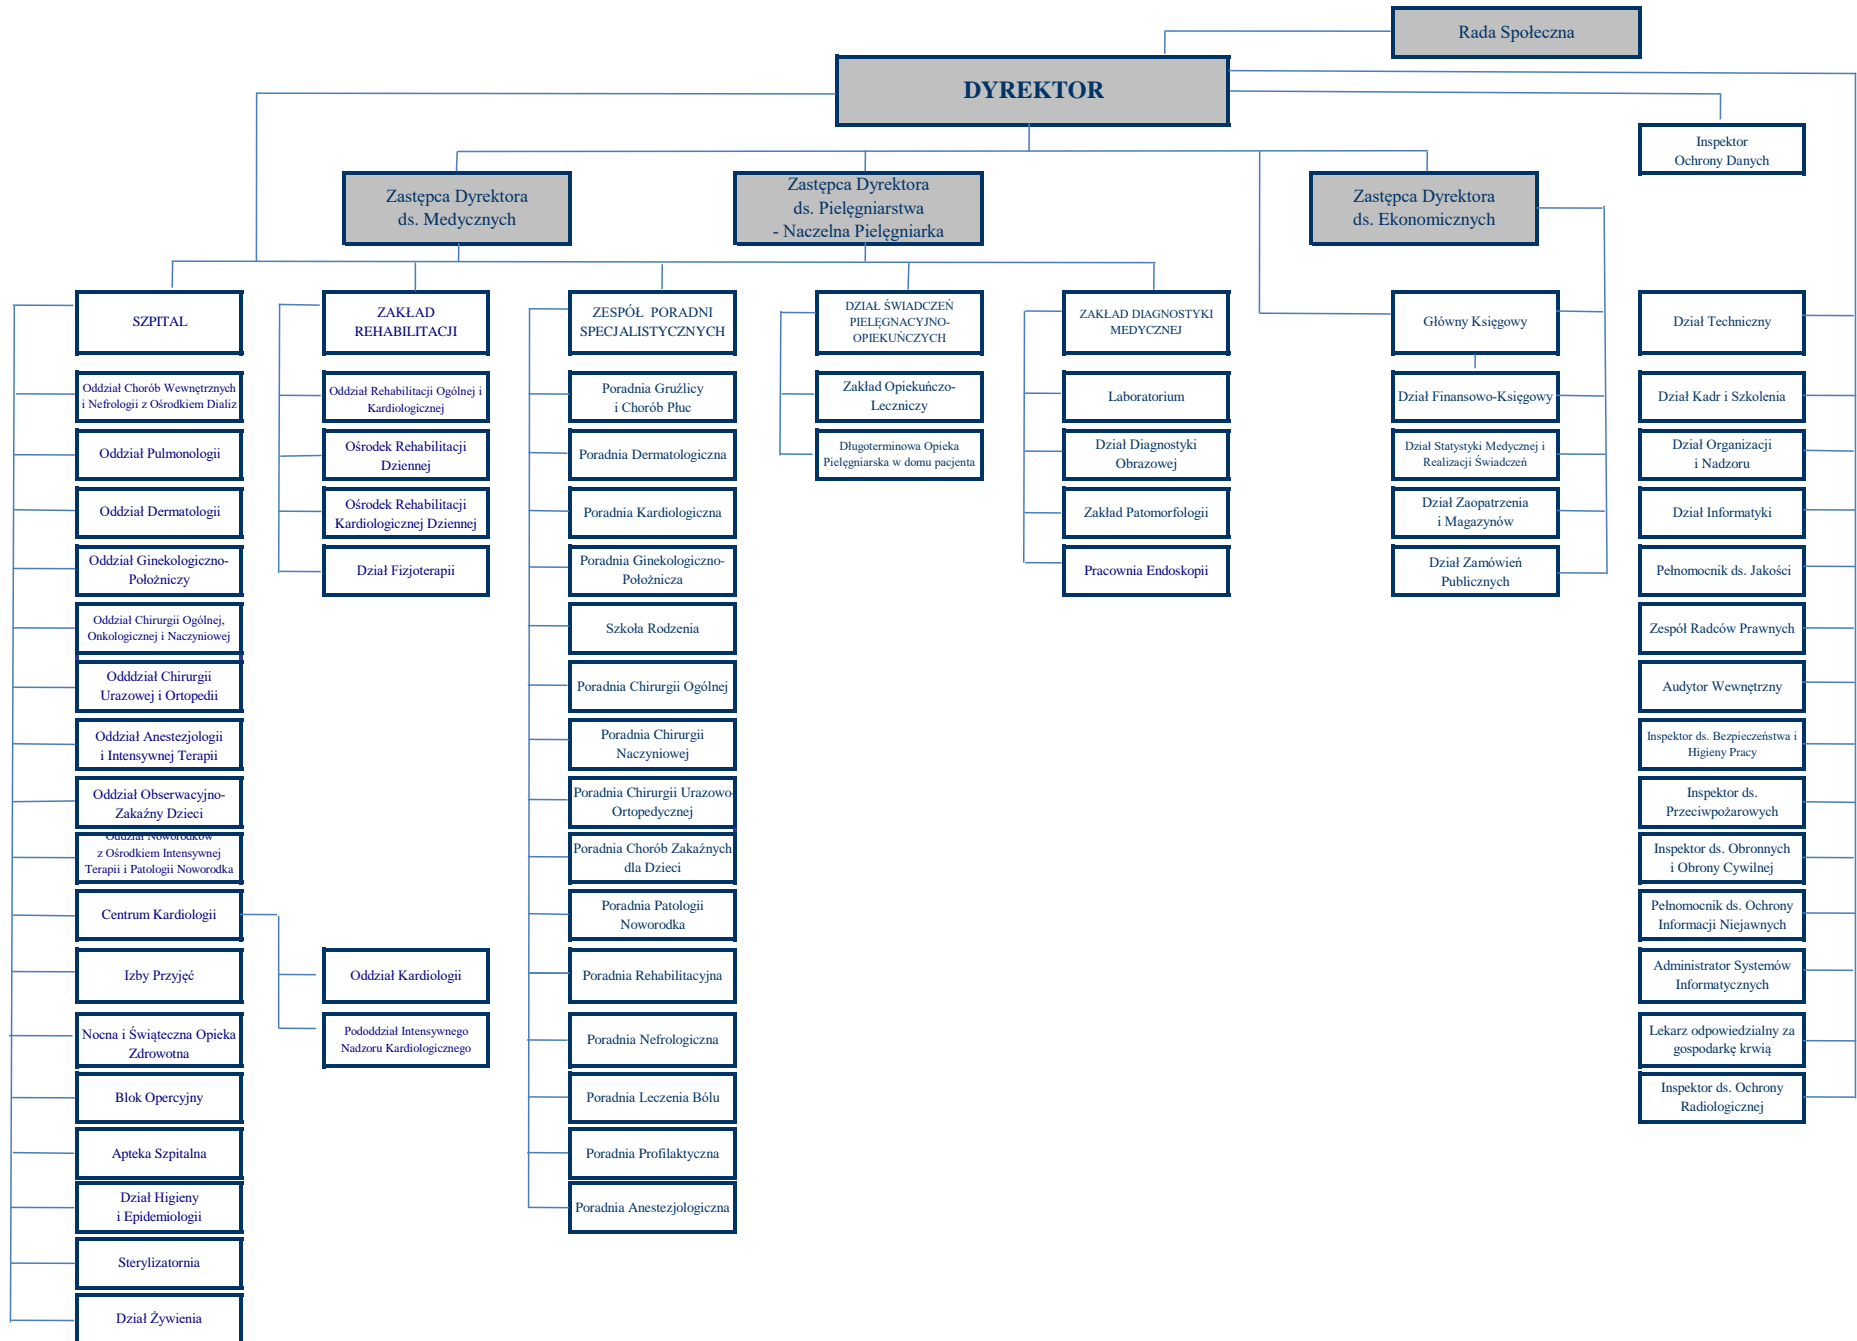 Rada Społeczna
DYREKTOR
Inspektor
Ochrony Danych
Zastępca Dyrektora
ds. Medycznych
Zastępca Dyrektora
ds. Pielęgniarstwa
- Naczelna Pielęgniarka
Zastępca Dyrektora
ds. Ekonomicznych
SZPITAL
Oddział Chorób Wewnętrznych
i Nefrologii z Ośrodkiem Dializ
Oddział Pulmonologii
Oddział Dermatologii
Oddział Ginekologiczno-
Położniczy
Oddział Chirurgii Ogólnej,
Onkologicznej i Naczyniowej
Odddział Chirurgii
Urazowej i Ortopedii
Oddział Anestezjologii
i Intensywnej Terapii
Oddział Obserwacyjno-
Zakaźny Dzieci
Oddział Noworodków
z Ośrodkiem Intensywnej
Terapii i Patologii Noworodka
Centrum Kardiologii
Izby Przyjęć
Nocna i Świąteczna Opieka
Zdrowotna
Blok Opercyjny
Apteka Szpitalna
Dział Higieny
i Epidemiologii
Sterylizatornia
Dział Żywienia
ZAKŁAD
REHABILITACJI
Oddział Rehabilitacji Ogólnej i
Kardiologicznej
Ośrodek Rehabilitacji
Dziennej
Ośrodek Rehabilitacji
Kardiologicznej Dziennej
Dział Fizjoterapii
Oddział Kardiologii
Pododdział Intensywnego
Nadzoru Kardiologicznego
ZESPÓŁ PORADNI
SPECJALISTYCZNYCH
Poradnia Gruźlicy
i Chorób Płuc
Poradnia Dermatologiczna
Poradnia Kardiologiczna
Poradnia Ginekologiczno-
Położnicza
Szkoła Rodzenia
Poradnia Chirurgii Ogólnej
Poradnia Chirurgii
Naczyniowej
Poradnia Chirurgii Urazowo-
Ortopedycznej
Poradnia Chorób Zakaźnych
dla Dzieci
Poradnia Patologii
Noworodka
Poradnia Rehabilitacyjna
Poradnia Nefrologiczna
Poradnia Leczenia Bólu
Poradnia Profilaktyczna
Poradnia Anestezjologiczna
DZIAŁ ŚWIADCZEŃ
PIELĘGNACYJNO-
OPIEKUŃCZYCH
Zakład Opiekuńczo-
Leczniczy
Długoterminowa Opieka
Pielęgniarska w domu pacjenta
ZAKŁAD DIAGNOSTYKI
MEDYCZNEJ
Laboratorium
Dział Diagnostyki
Obrazowej
Zakład Patomorfologii
Pracownia Endoskopii
Główny Księgowy
Dział Finansowo-Księgowy
Dział Statystyki Medycznej i
Realizacji Świadczeń
Dział Zaopatrzenia
i Magazynów
Dział Zamówień
Publicznych
Dział Techniczny
Dział Kadr i Szkolenia
Dział Organizacji
i Nadzoru
Dział Informatyki
Pełnomocnik ds. Jakości
Zespół Radców Prawnych
Audytor Wewnętrzny
Inspektor ds. Bezpieczeństwa i
Higieny Pracy
Inspektor ds.
Przeciwpożarowych
Inspektor ds. Obronnych
i Obrony Cywilnej
Pełnomocnik ds. Ochrony
Informacji Niejawnych
Administrator Systemów
Informatycznych
Lekarz odpowiedzialny za
gospodarkę krwią
Inspektor ds. Ochrony
Radiologicznej